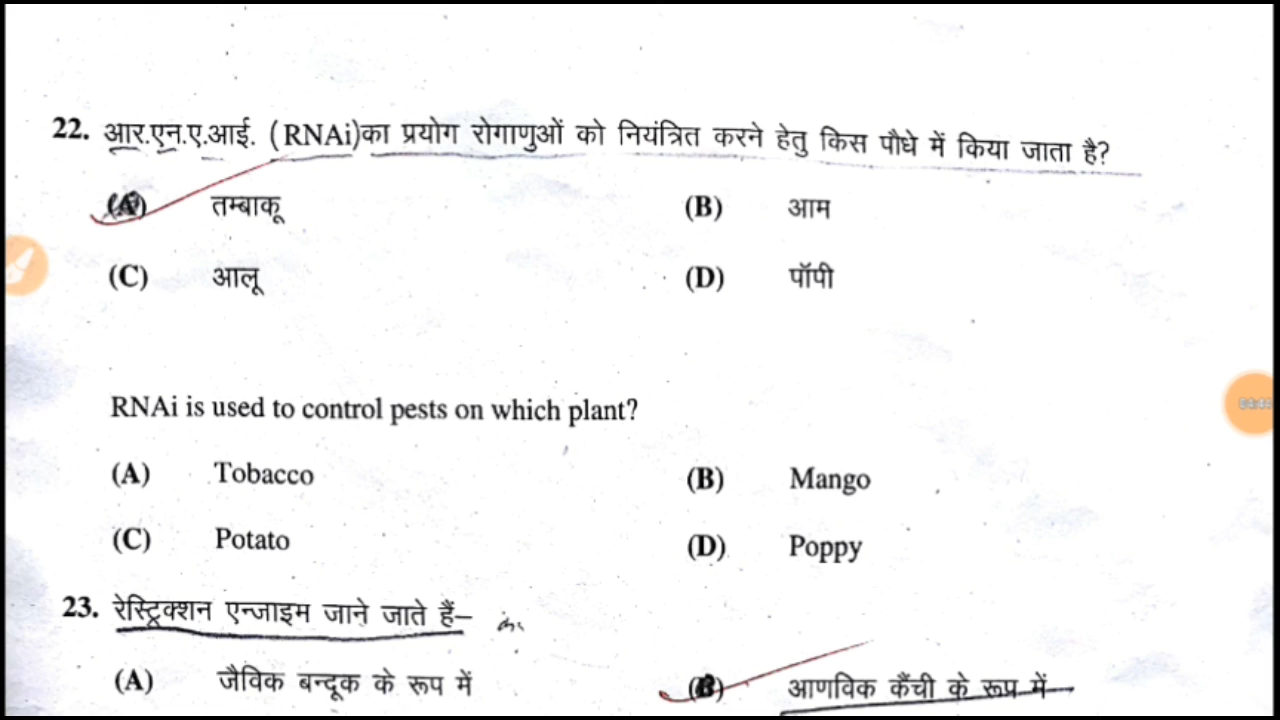 22. आर.एन.ए.आई. (RNAi)का प्रयोग रोगाणुओं को नियंत्रित करने हेतु किस पौधे में किया जाता है?
(A) तम्बाकू (B) आम
(C) आलू (D) पॉपी
RNAi is used to control pests on which plant?
(A) Tobacco (B) Mango
(C) Potato (D) Poppy
23. रेस्ट्रिक्शन एन्जाइम जाने जाते हैं–
(A) जैविक बन्दूक के रूप में (B) आणविक कैंची के रूप में